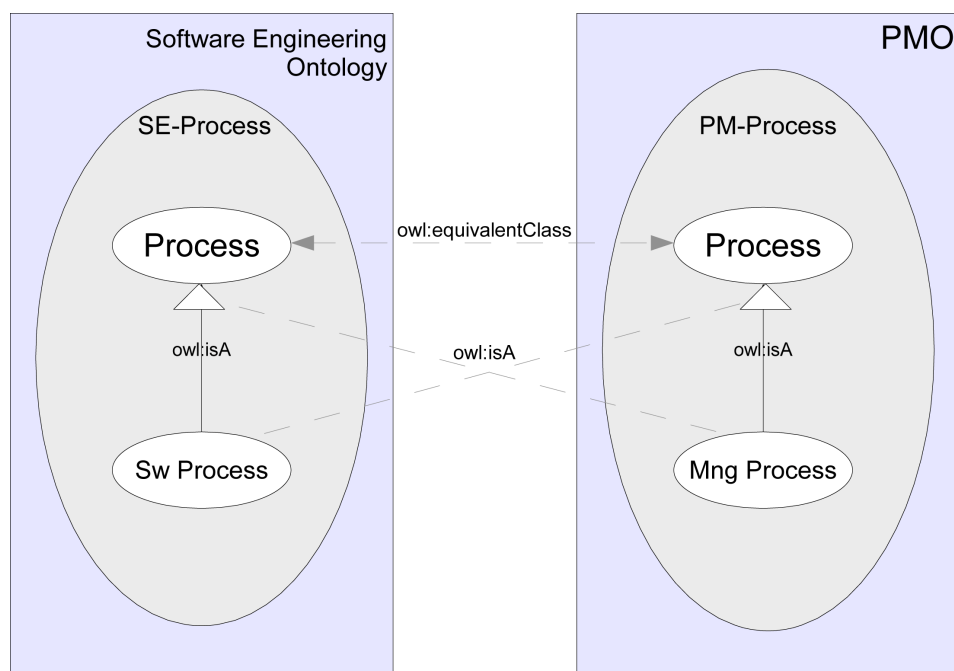 Software Engineering
Ontology
PMO
SE-Process
PM-Process
owl:equivalentClass
Process
Process
owl:isA
owl:isA
owl:isA
Sw Process
Mng Process